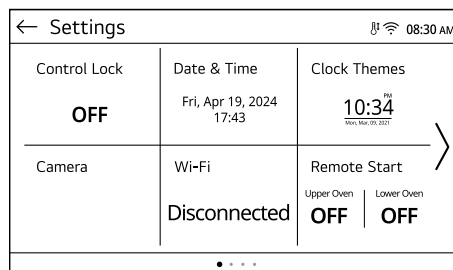 ← Settings 08:30 AM
Control Lock
OFF
Date & Time
Fri, Apr 19, 2024
17:43
Clock Themes
PM
10:34
Mon, Mar, 09, 2021
Camera
Wi-Fi
Disconnected
Remote Start
Upper Oven
OFF
Lower Oven
OFF